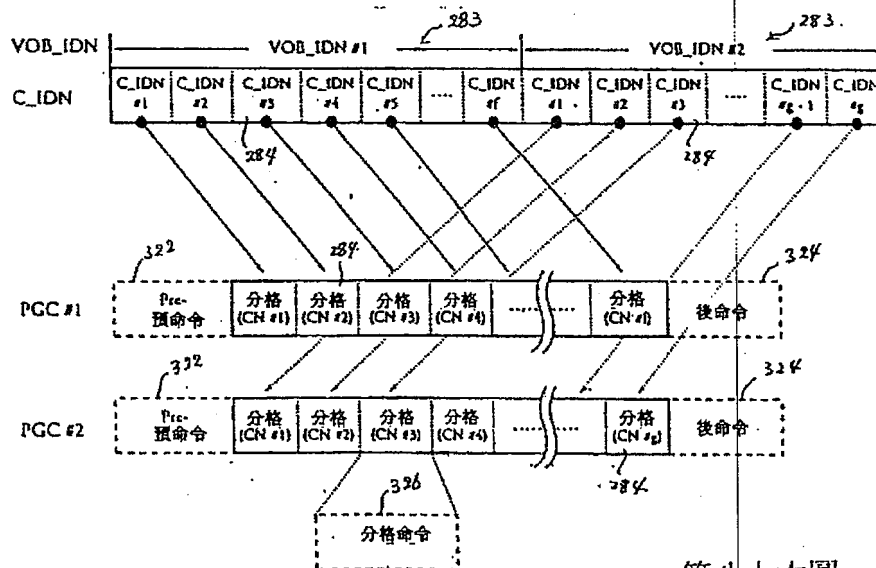 283
283.
VOB_IDN
VOB_IDN #1
VOB_IDN #2
C_IDN
C_IDN #1
C_IDN #2
C_IDN #3
C_IDN #4
C_IDN #5
....
C_IDN #f
C_IDN #1
C_IDN #2
C_IDN #3
....
C_IDN #g-1
C_IDN #g
284
284
322
284
324
PGC #1
Pre-
預命令
分格 (CN #1)
分格 (CN #2)
分格 (CN #3)
分格 (CN #4)
分格 (CN #f)
後命令
332
324
PGC #2
Pre-
預命令
分格 (CN #1)
分格 (CN #2)
分格 (CN #3)
分格 (CN #4)
分格 (CN #g)
後命令
284
326
分格命令